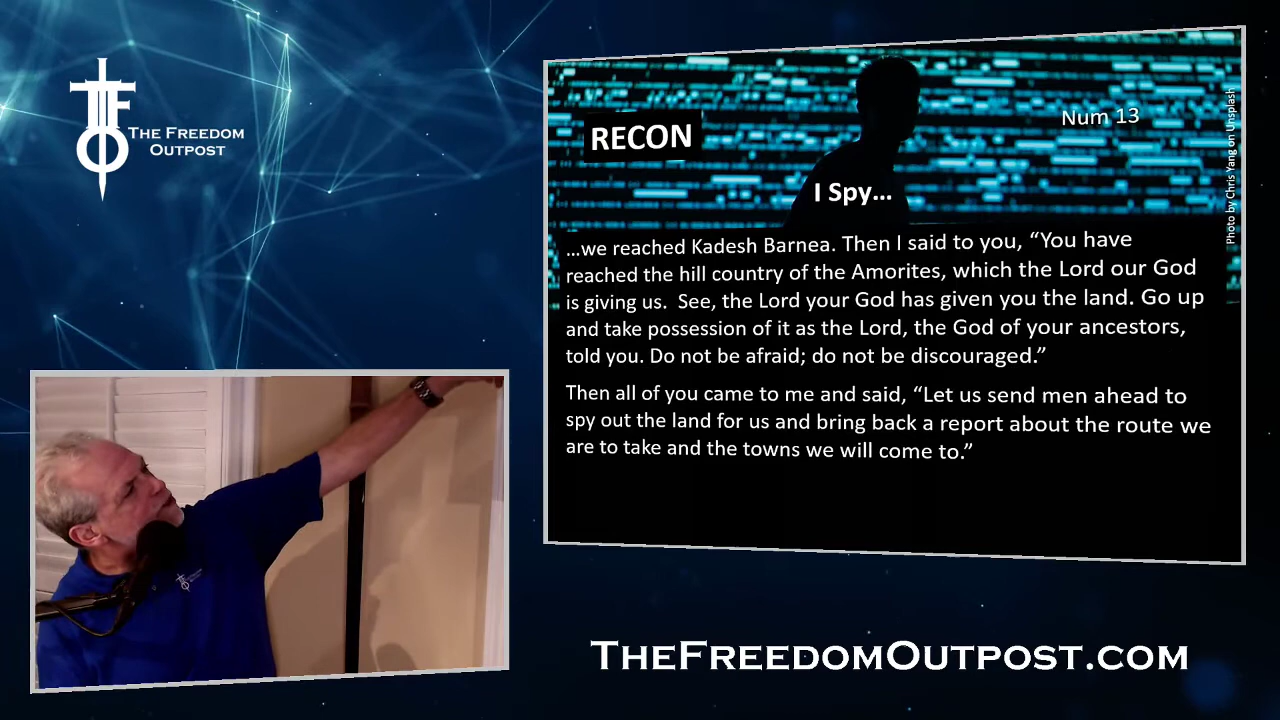 THE FREEDOM
OUTPOST
RECON
Num 13
I Spy...
Photo by Chris Yang on Unsplash
...we reached Kadesh Barnea. Then I said to you, “You have
reached the hill country of the Amorites, which the Lord our God
is giving us.  See, the Lord your God has given you the land. Go up
and take possession of it as the Lord, the God of your ancestors,
told you. Do not be afraid; do not be discouraged.”
Then all of you came to me and said, “Let us send men ahead to
spy out the land for us and bring back a report about the route we
are to take and the towns we will come to.”
THEFREEDOMOUTPOST.COM